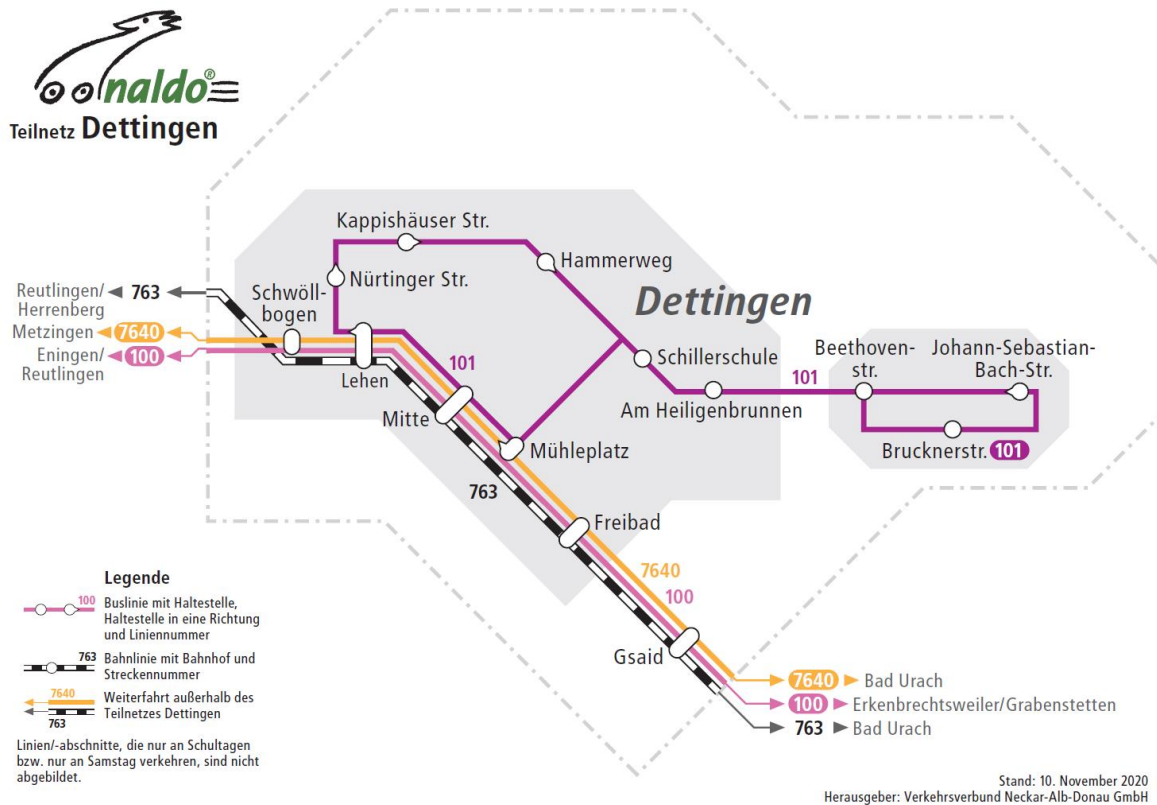 naldo®
Teilnetz Dettingen
Kappishäuser Str.
Hammerweg
Nürtinger Str.
Dettingen
Reutlingen/
Herrenberg
763
Schwöll-
bogen
Metzingen
7640
Eningen/
Reutlingen
100
Lehen
101
Mitte
Mühleplatz
763
Schillerschule
Am Heiligenbrunnen
101
Beethoven-
str.
Johann-Sebastian-
Bach-Str.
Brucknerstr. 101
Freibad
7640
100
Gsaid
7640 Bad Urach
100 Erkenbrechtsweiler/Grabenstetten
763 Bad Urach
Legende
100 Buslinie mit Haltestelle,
Haltestelle in eine Richtung
und Liniennummer
763 Bahnlinie mit Bahnhof und
Streckennummer
7640 Weiterfahrt außerhalb des
Teilnetzes Dettingen
763
Linien/-abschnitte, die nur an Schultagen
bzw. nur an Samstag verkehren, sind nicht
abgebildet.
Stand: 10. November 2020
Herausgeber: Verkehrsverbund Neckar-Alb-Donau GmbH